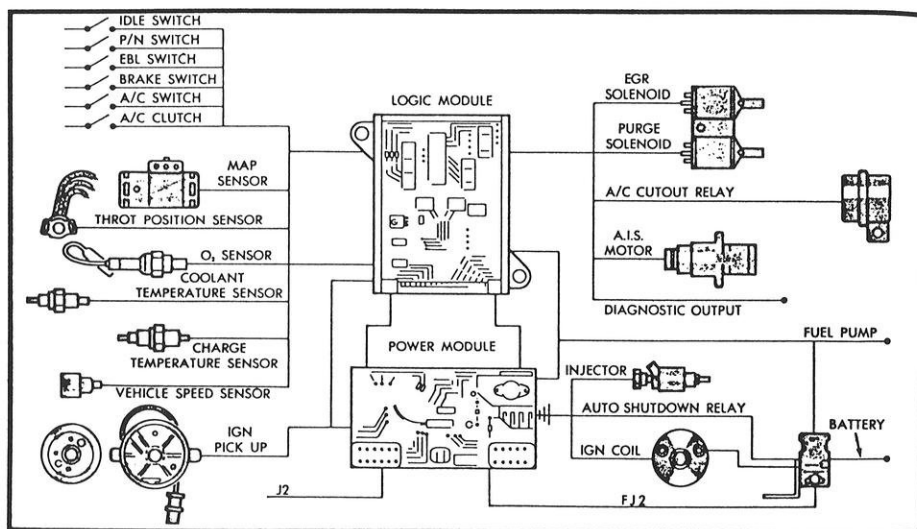 IDLE SWITCH
P/N SWITCH
EBL SWITCH
BRAKE SWITCH
A/C SWITCH
A/C CLUTCH
MAP
SENSOR
THROT POSITION SENSOR
O₂ SENSOR
COOLANT
TEMPERATURE SENSOR
CHARGE
TEMPERATURE SENSOR
VEHICLE SPEED SENSOR
IGN
PICK UP
J2
LOGIC MODULE
POWER MODULE
EGR
SOLENOID
PURGE
SOLENOID
A/C CUTOUT RELAY
A.I.S.
MOTOR
DIAGNOSTIC OUTPUT
FUEL PUMP
INJECTOR
AUTO SHUTDOWN RELAY
BATTERY
IGN COIL
FJ2